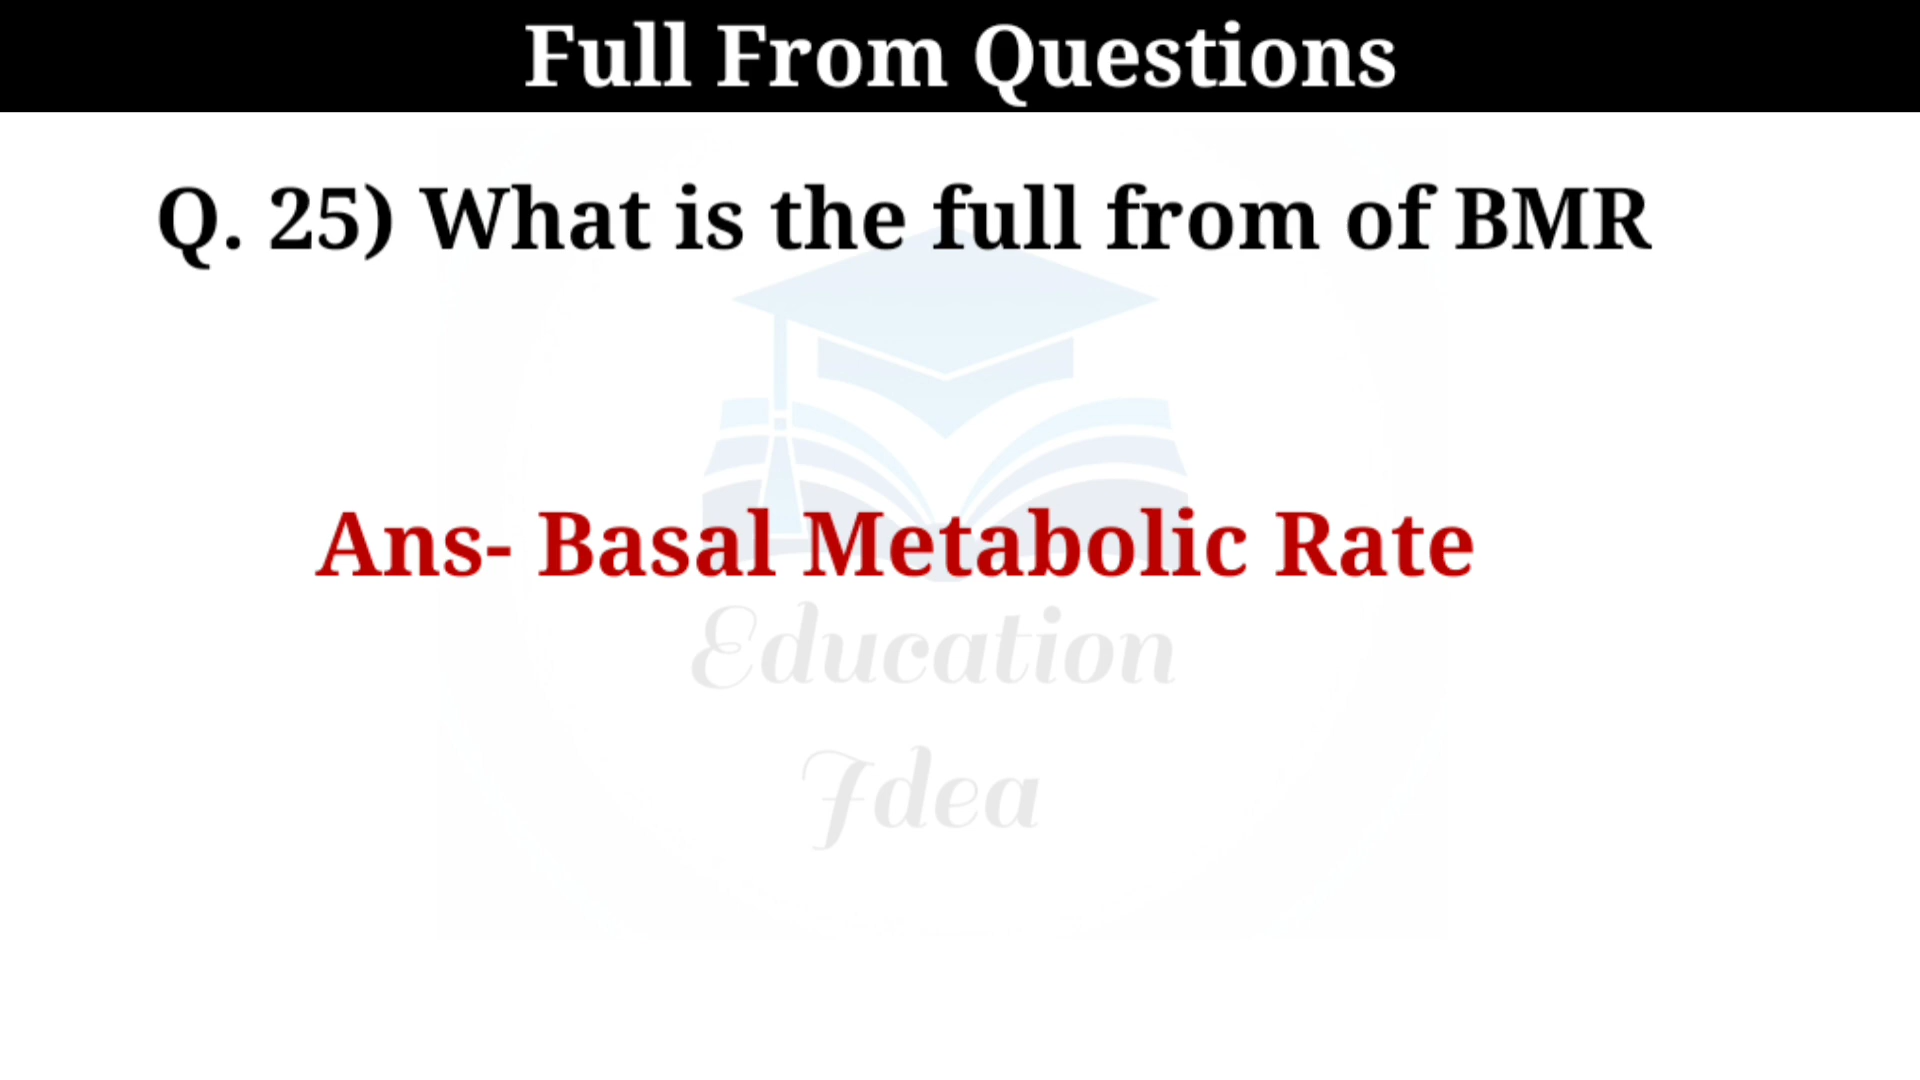 Full From Questions
Q. 25) What is the full from of BMR
Ans- Basal Metabolic Rate
Education
Idea